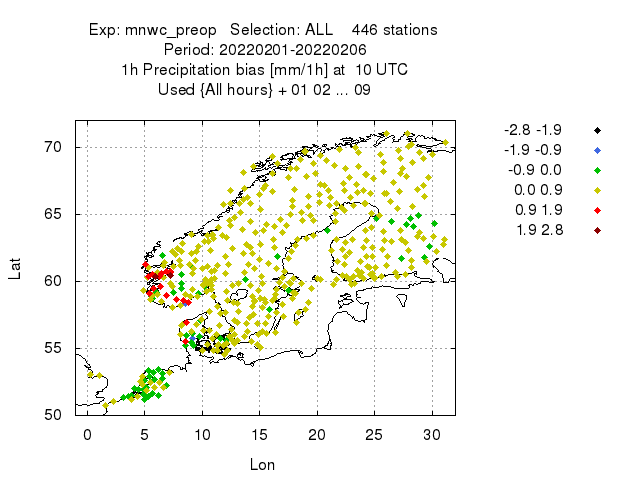 Exp: mnwc_preop   Selection: ALL    446 stations
Period: 20220201-20220206
1h Precipitation bias [mm/1h] at  10 UTC
Used {All hours} + 01 02 ... 09
-2.8 -1.9
-1.9 -0.9
-0.9 0.0
0.0 0.9
0.9 1.9
1.9 2.8
70
65
60
55
50
Lat
0 5 10 15 20 25 30
Lon